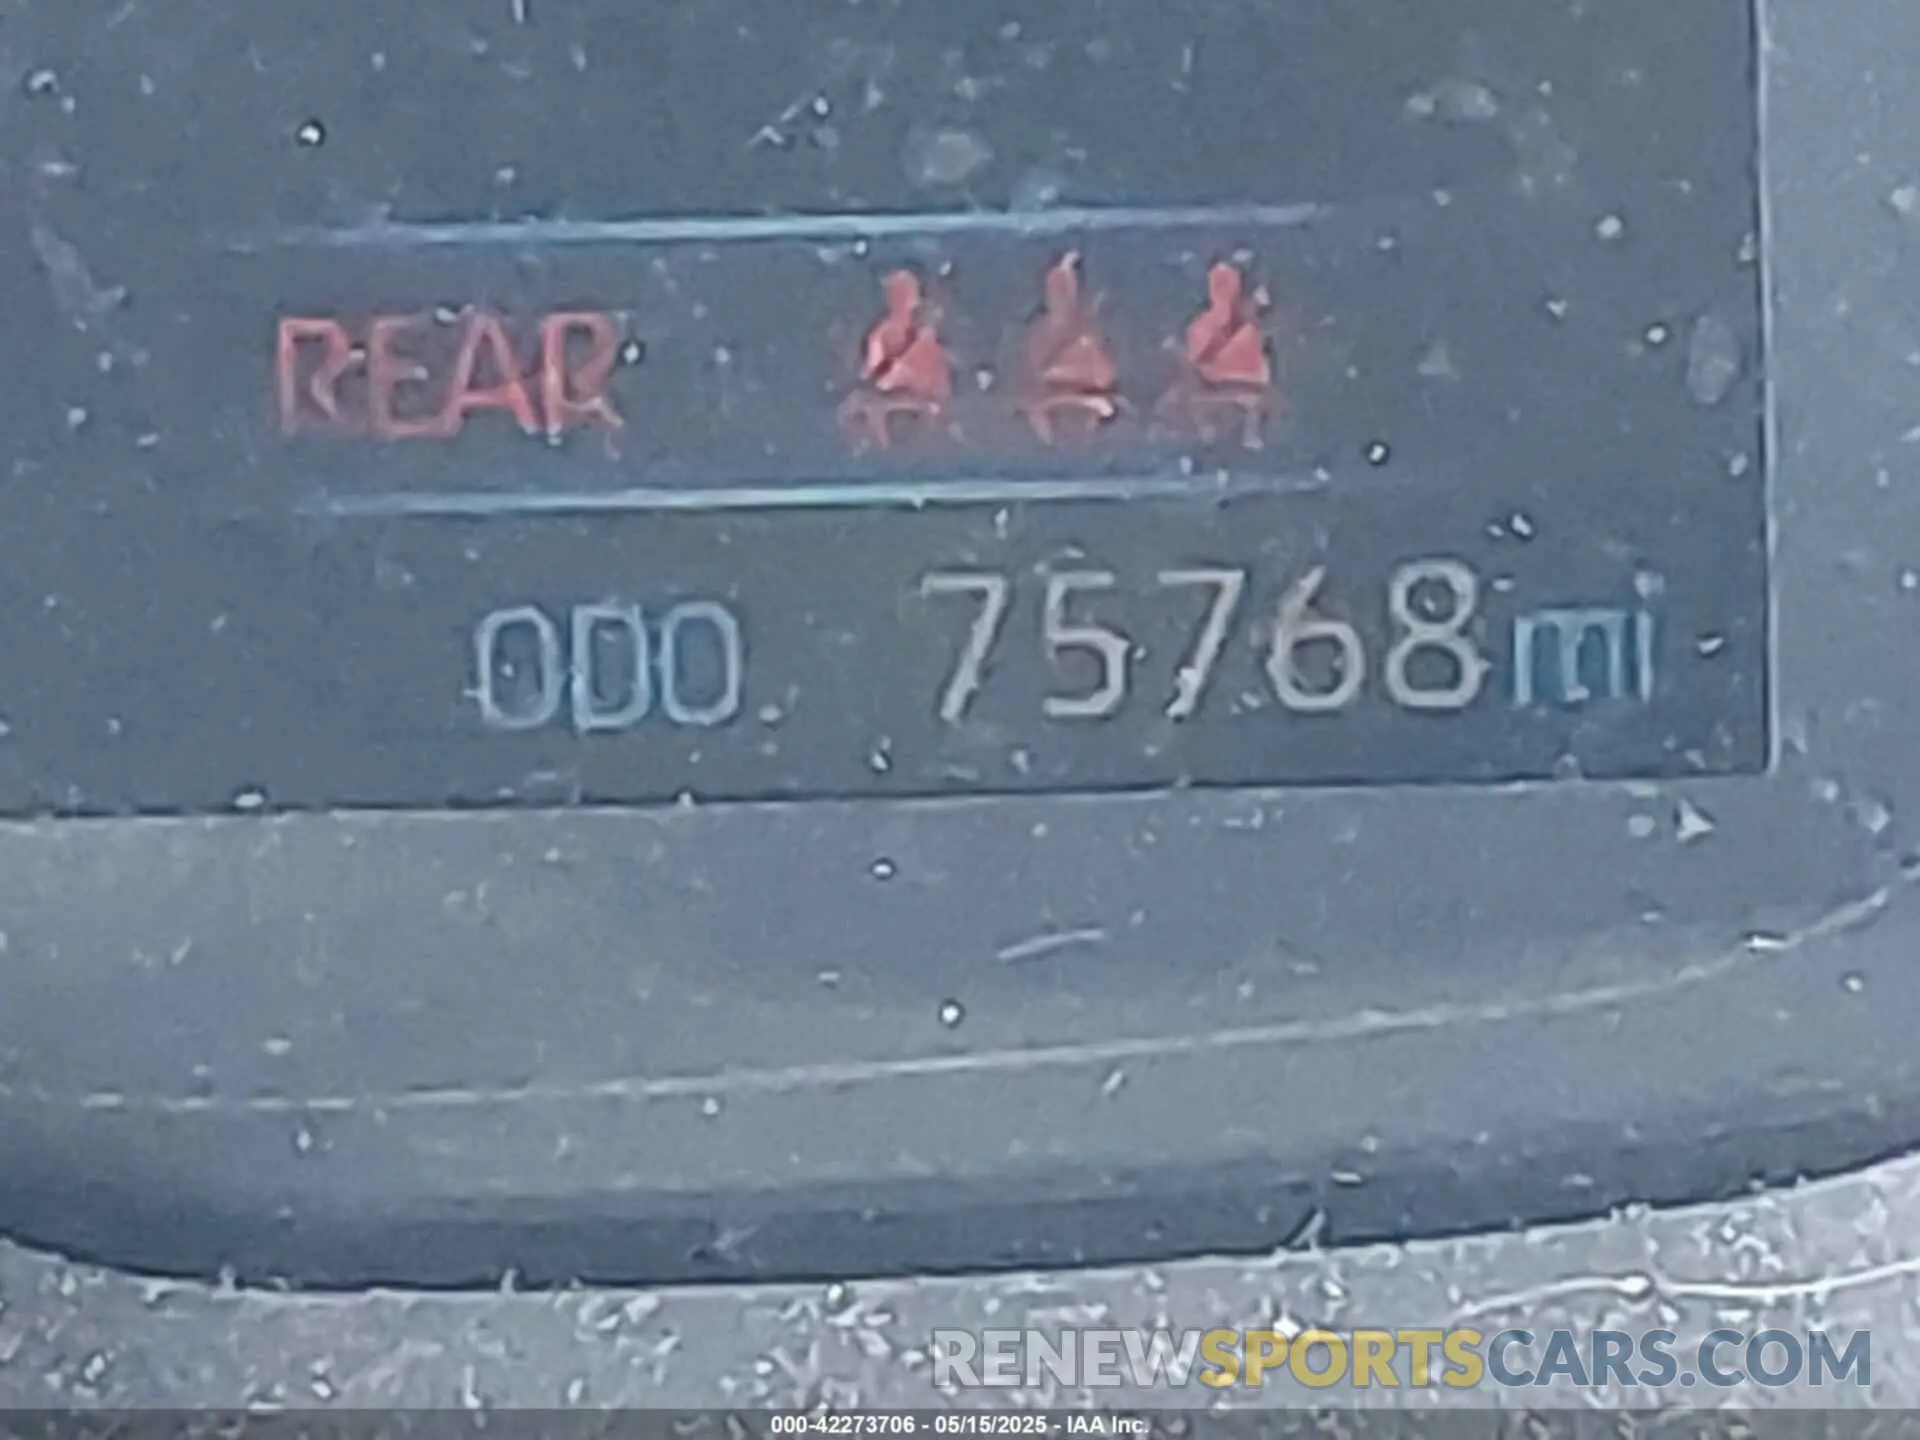 REAR
ODO 75768mi
RENEWSPORTSCARS.COM
000-42273706 - 05/15/2025 - IAA Inc.